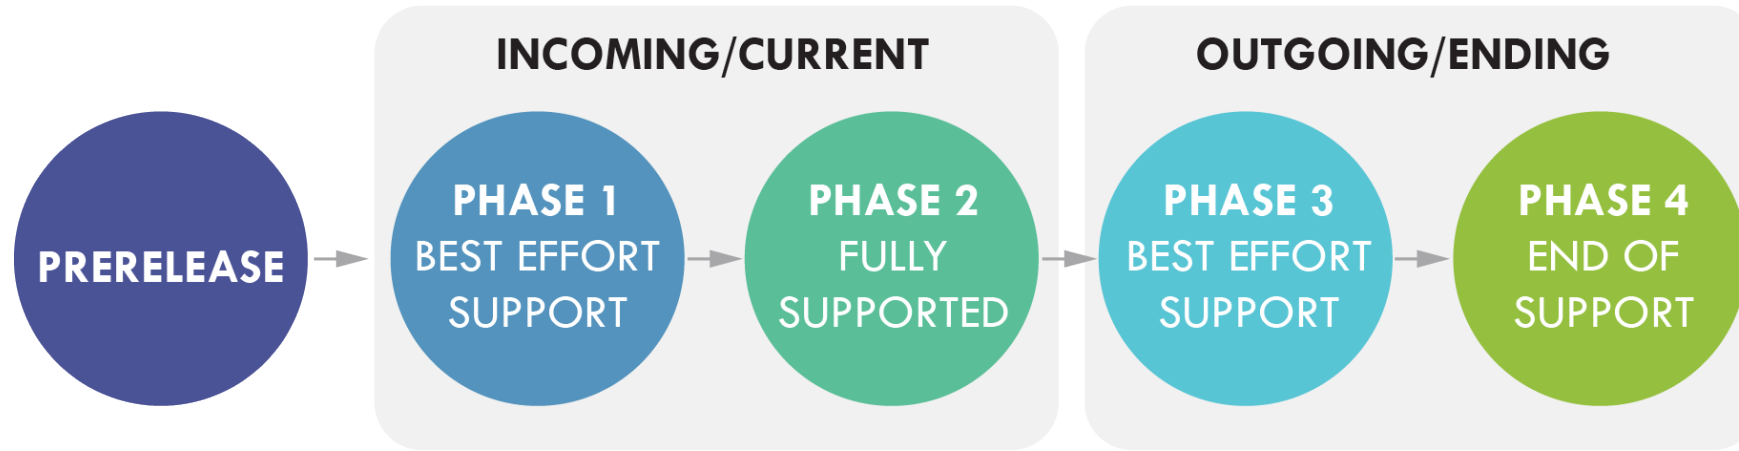 INCOMING/CURRENT
OUTGOING/ENDING
PRERELEASE
PHASE 1
BEST EFFORT
SUPPORT
PHASE 2
FULLY
SUPPORTED
PHASE 3
BEST EFFORT
SUPPORT
PHASE 4
END OF
SUPPORT